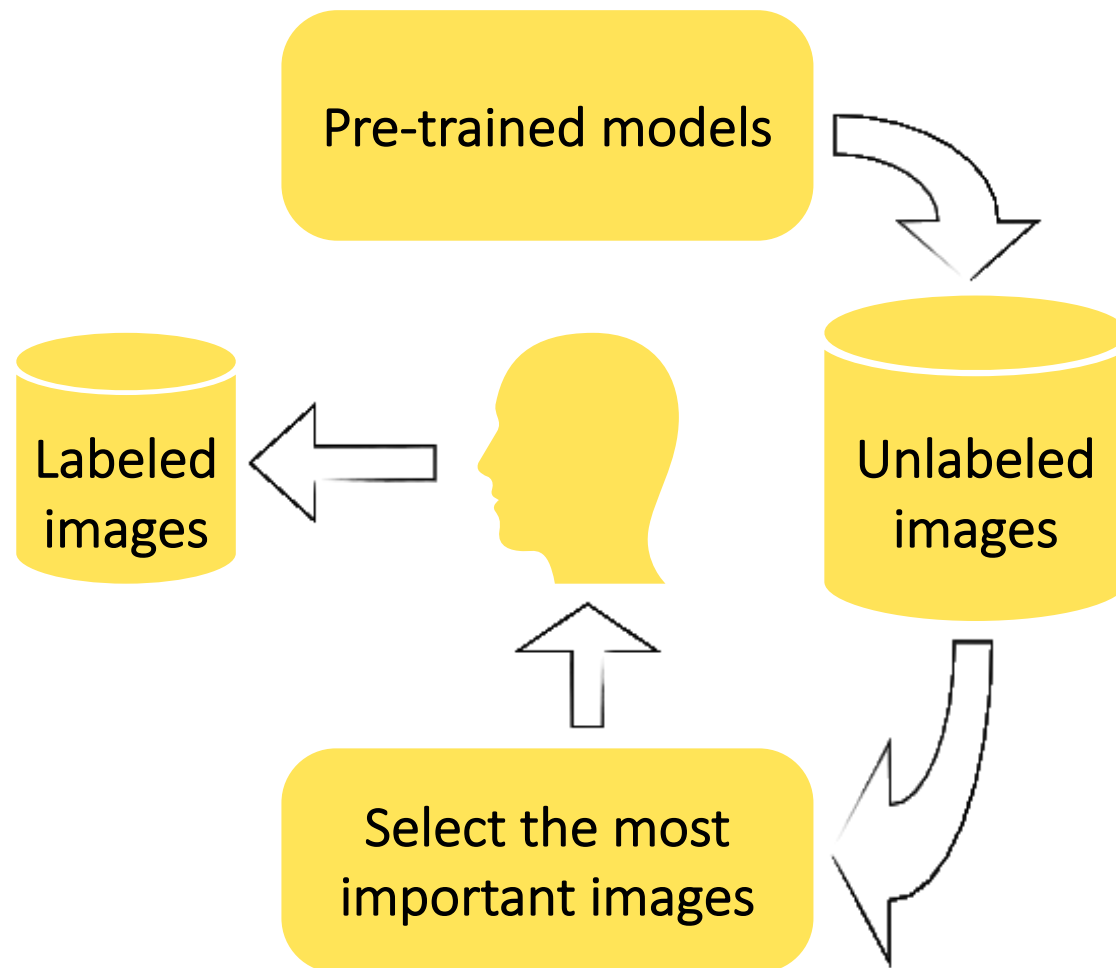 Pre-trained models
Labeled
images
Unlabeled
images
Select the most
important images